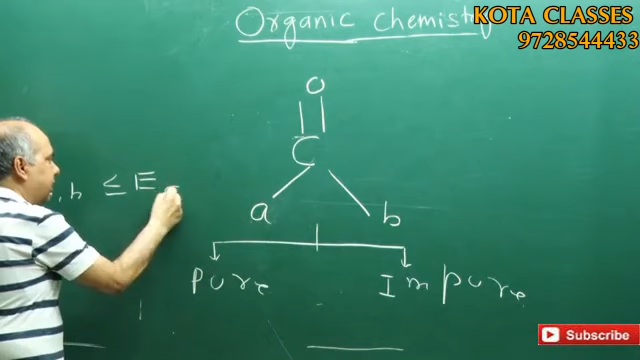 Organic Chemistry
KOTA CLASSES
9728544433
O
C
, b ≤ E
a
b
Pure
Impure
Subscribe